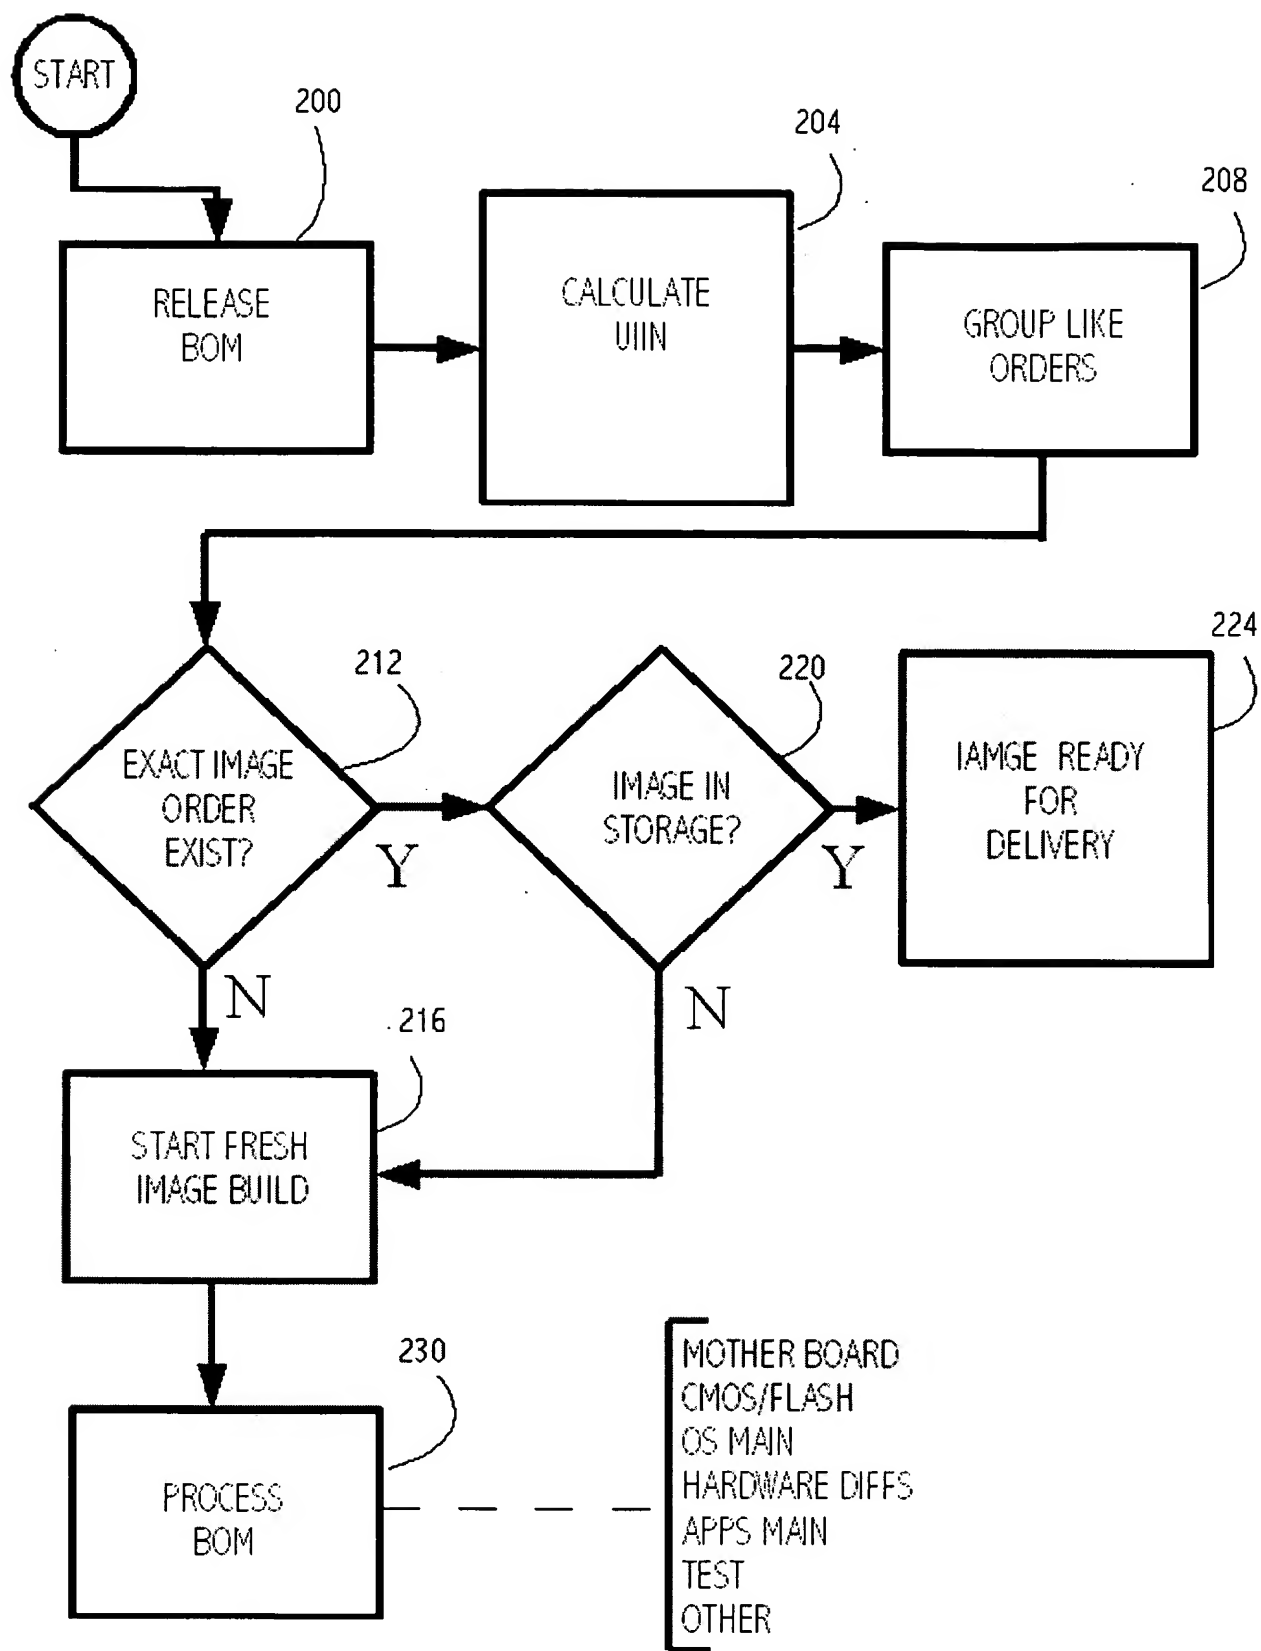 START
200
RELEASE
BOM
204
CALCULATE
UIIN
208
GROUP LIKE
ORDERS
212
EXACT IMAGE
ORDER
EXIST?
Y
N
220
IMAGE IN
STORAGE?
Y
N
224
IAMGE READY
FOR
DELIVERY
216
START FRESH
IMAGE BUILD
230
PROCESS
BOM
MOTHER BOARD
CMOS/FLASH
OS MAIN
HARDWARE DIFFS
APPS MAIN
TEST
OTHER